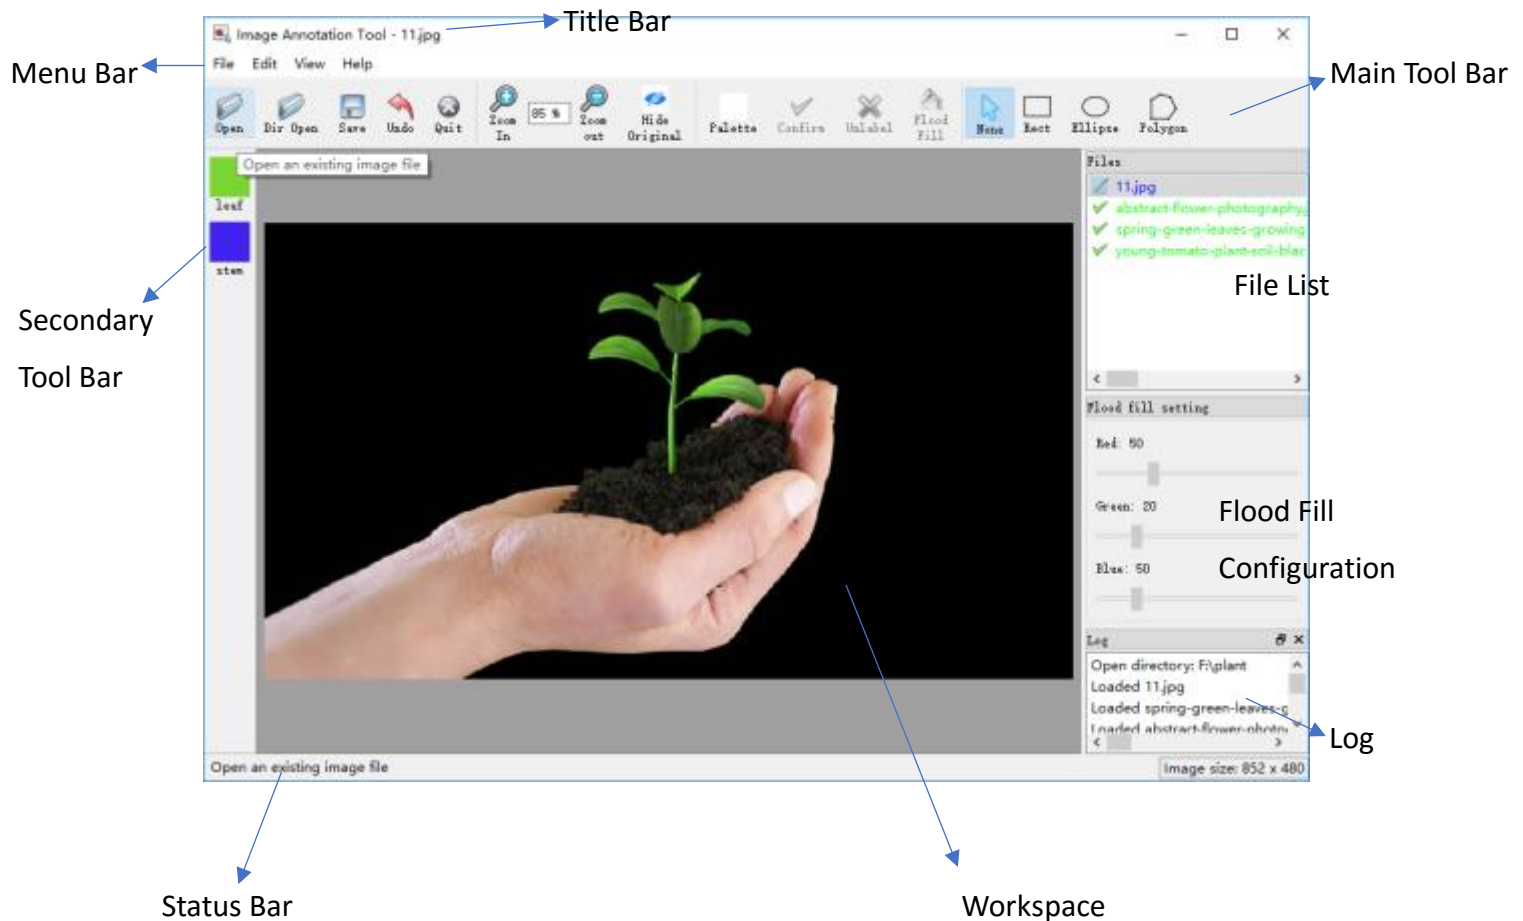 Title Bar
Image Annotation Tool - 11.jpg
Menu Bar
File Edit View Help
Main Tool Bar
Open Dir Open Save Undo Quit Zoom In 85 % Zoom out Hide Original Palette Confirm Unlabel Flood Fill None Rect Ellipse Polygon
Open an existing image file
leaf
stem
Secondary
Tool Bar
Files
11.jpg
abstract-flower-photography
spring-green-leaves-growing
young-tomato-plant-soil-blac
File List
Flood fill setting
Red: 50
Green: 20
Blue: 50
Flood Fill
Configuration
Log
Open directory: F:\plant
Loaded 11.jpg
Loaded spring-green-leaves-g
Loaded abstract-flower-photo
Log
Open an existing image file
Image size: 852 x 480
Status Bar
Workspace